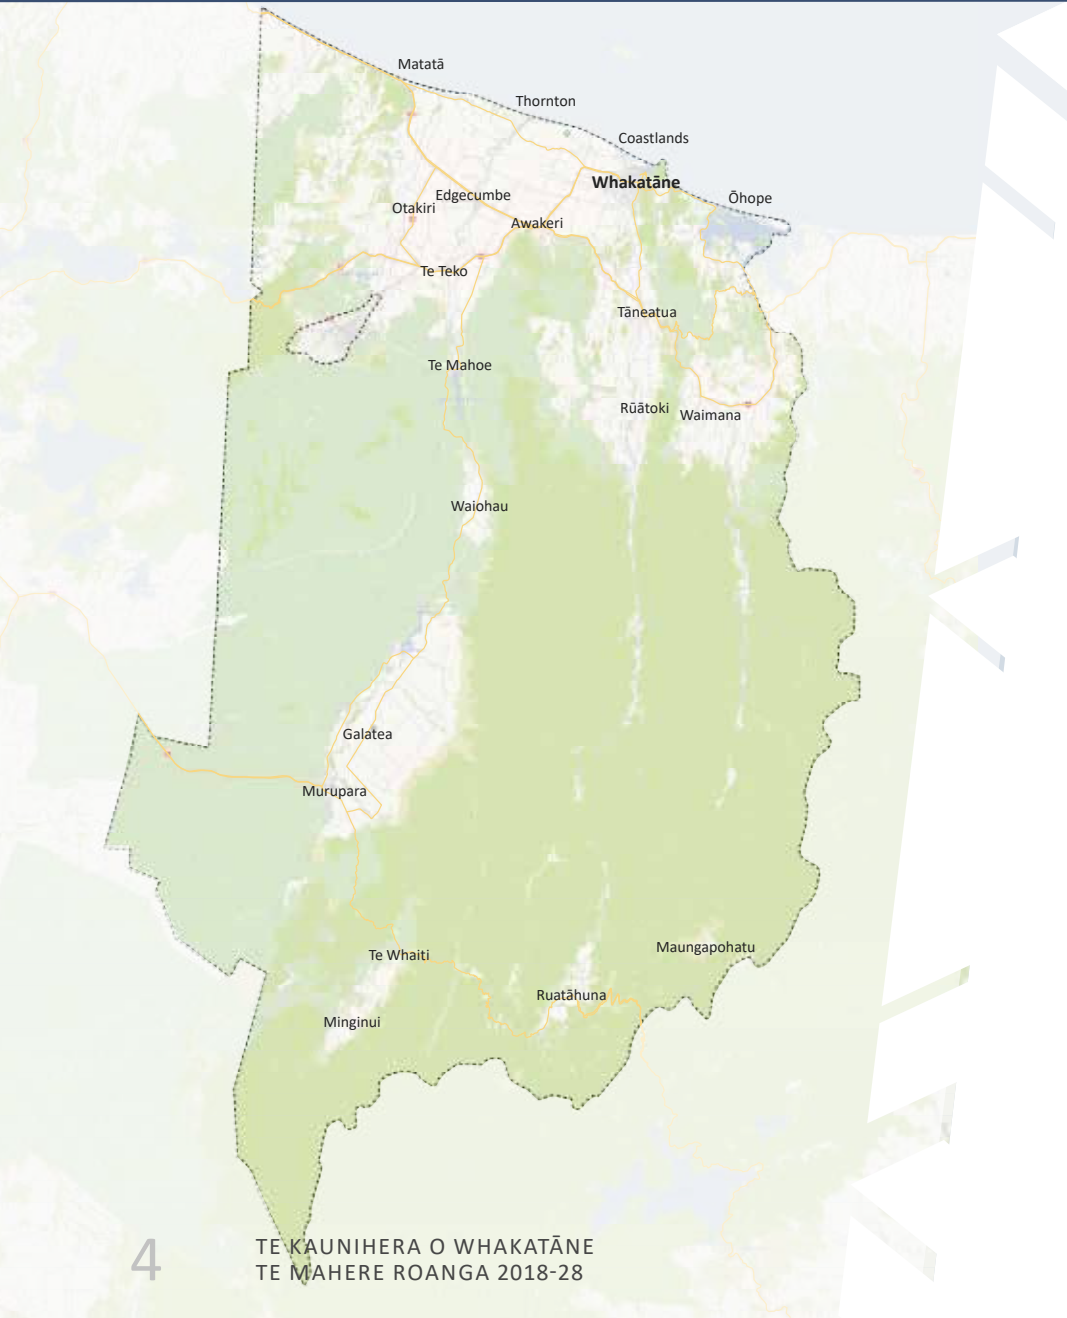 Matatā
Thornton
Coastlands
Whakatāne
Edgecumbe
Ōhope
Otakiri
Awakeri
Te Teko
Tāneatua
Te Mahoe
Rūātoki
Waimana
Waiohau
Galatea
Murupara
Maungapohatu
Te Whaiti
Ruatāhuna
Minginui
4
TE KAUNIHERA O WHAKATĀNE
TE MAHERE ROANGA 2018-28